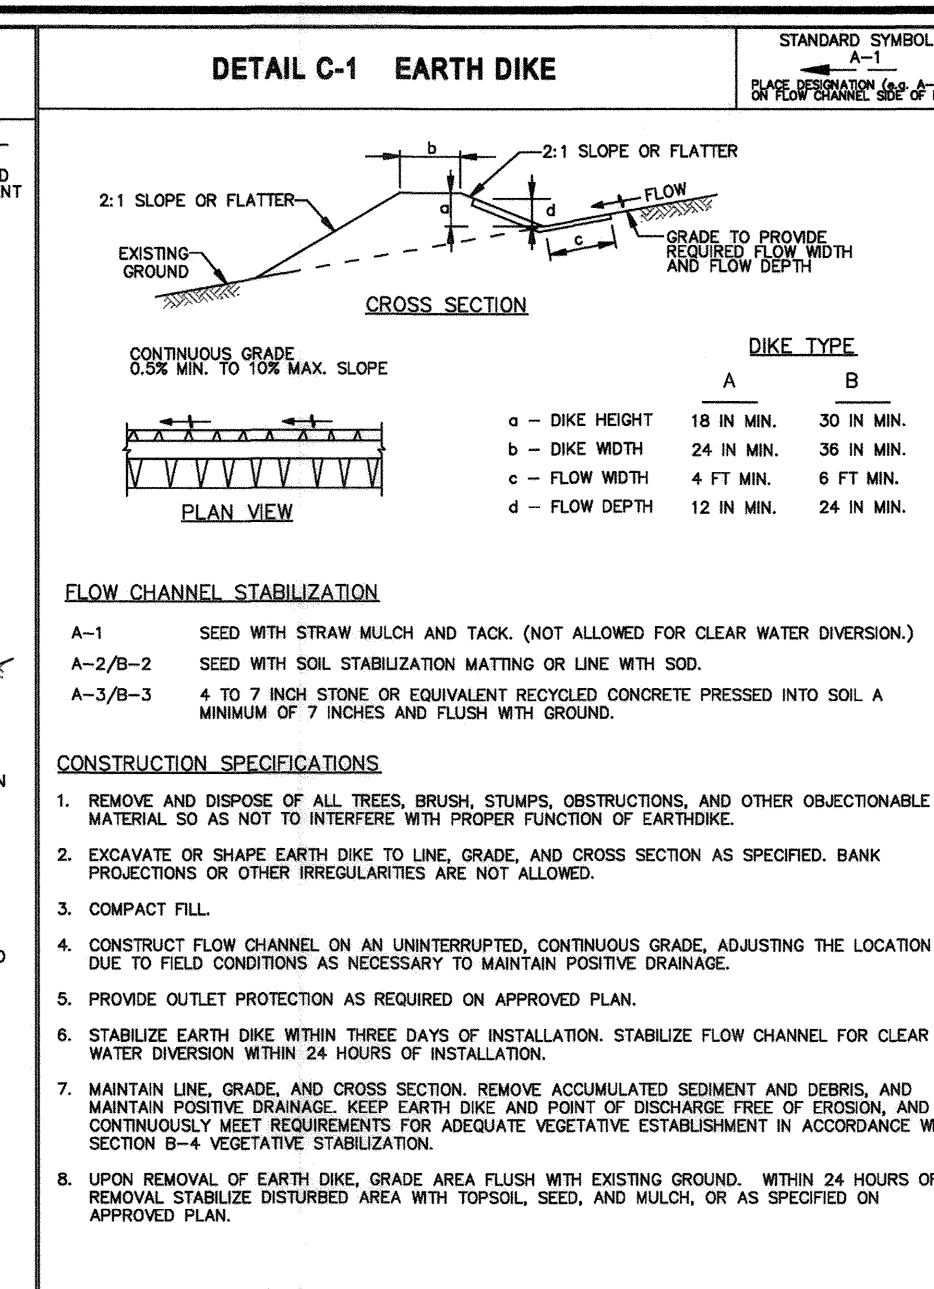 DETAIL C-1 EARTH DIKE
STANDARD SYMBOL
A-1
PLACE DESIGNATION (e.g. A-
ON FLOW CHANNEL SIDE OF
D
NT
b
2:1 SLOPE OR FLATTER
2:1 SLOPE OR FLATTER
a
d
FLOW
c
EXISTING
GROUND
GRADE TO PROVIDE
REQUIRED FLOW WIDTH
AND FLOW DEPTH
CROSS SECTION
CONTINUOUS GRADE
0.5% MIN. TO 10% MAX. SLOPE
PLAN VIEW
DIKE TYPE
A B
a – DIKE HEIGHT 18 IN MIN. 30 IN MIN.
b – DIKE WIDTH 24 IN MIN. 36 IN MIN.
c – FLOW WIDTH 4 FT MIN. 6 FT MIN.
d – FLOW DEPTH 12 IN MIN. 24 IN MIN.
FLOW CHANNEL STABILIZATION
A-1 SEED WITH STRAW MULCH AND TACK. (NOT ALLOWED FOR CLEAR WATER DIVERSION.)
A-2/B-2 SEED WITH SOIL STABILIZATION MATTING OR LINE WITH SOD.
A-3/B-3 4 TO 7 INCH STONE OR EQUIVALENT RECYCLED CONCRETE PRESSED INTO SOIL A
MINIMUM OF 7 INCHES AND FLUSH WITH GROUND.
CONSTRUCTION SPECIFICATIONS
N
1. REMOVE AND DISPOSE OF ALL TREES, BRUSH, STUMPS, OBSTRUCTIONS, AND OTHER OBJECTIONABLE
MATERIAL SO AS NOT TO INTERFERE WITH PROPER FUNCTION OF EARTHDIKE.
2. EXCAVATE OR SHAPE EARTH DIKE TO LINE, GRADE, AND CROSS SECTION AS SPECIFIED. BANK
PROJECTIONS OR OTHER IRREGULARITIES ARE NOT ALLOWED.
3. COMPACT FILL.
4. CONSTRUCT FLOW CHANNEL ON AN UNINTERRUPTED, CONTINUOUS GRADE, ADJUSTING THE LOCATION
DUE TO FIELD CONDITIONS AS NECESSARY TO MAINTAIN POSITIVE DRAINAGE.
5. PROVIDE OUTLET PROTECTION AS REQUIRED ON APPROVED PLAN.
6. STABILIZE EARTH DIKE WITHIN THREE DAYS OF INSTALLATION. STABILIZE FLOW CHANNEL FOR CLEAR
WATER DIVERSION WITHIN 24 HOURS OF INSTALLATION.
7. MAINTAIN LINE, GRADE, AND CROSS SECTION. REMOVE ACCUMULATED SEDIMENT AND DEBRIS, AND
MAINTAIN POSITIVE DRAINAGE. KEEP EARTH DIKE AND POINT OF DISCHARGE FREE OF EROSION, AND
CONTINUOUSLY MEET REQUIREMENTS FOR ADEQUATE VEGETATIVE ESTABLISHMENT IN ACCORDANCE WI
SECTION B-4 VEGETATIVE STABILIZATION.
8. UPON REMOVAL OF EARTH DIKE, GRADE AREA FLUSH WITH EXISTING GROUND. WITHIN 24 HOURS OF
REMOVAL STABILIZE DISTURBED AREA WITH TOPSOIL, SEED, AND MULCH, OR AS SPECIFIED ON
APPROVED PLAN.